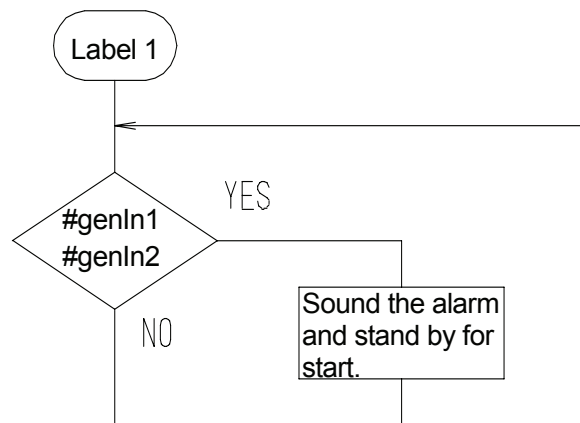 Label 1
YES
#genIn1
#genIn2
Sound the alarm
and stand by for
start.
NO